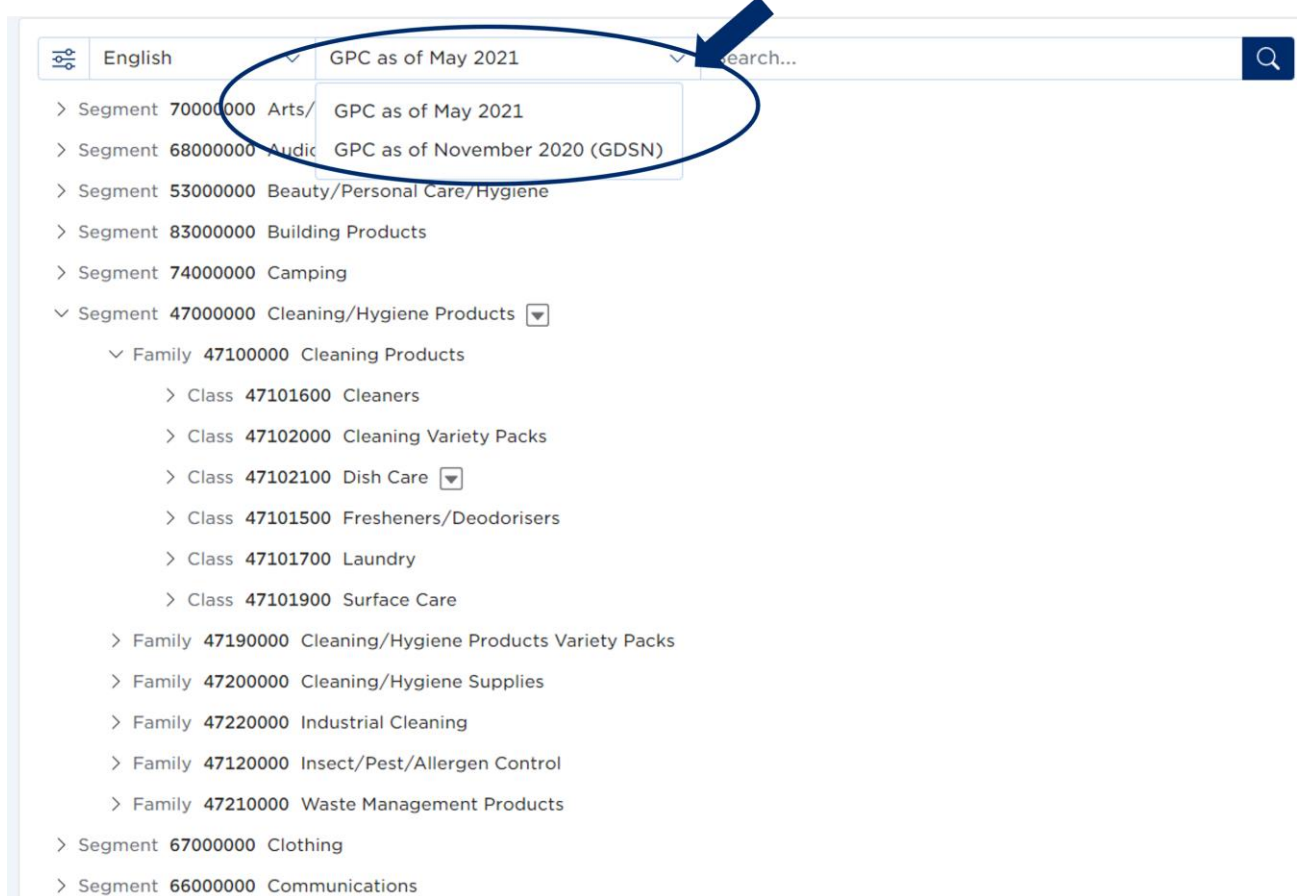 English GPC as of May 2021 earch...
Segment 70000000 Arts/ GPC as of May 2021
Segment 68000000 Audio GPC as of November 2020 (GDSN)
Segment 53000000 Beauty/Personal Care/Hygiene
Segment 83000000 Building Products
Segment 74000000 Camping
Segment 47000000 Cleaning/Hygiene Products
Family 47100000 Cleaning Products
Class 47101600 Cleaners
Class 47102000 Cleaning Variety Packs
Class 47102100 Dish Care
Class 47101500 Fresheners/Deodorisers
Class 47101700 Laundry
Class 47101900 Surface Care
Family 47190000 Cleaning/Hygiene Products Variety Packs
Family 47200000 Cleaning/Hygiene Supplies
Family 47220000 Industrial Cleaning
Family 47120000 Insect/Pest/Allergen Control
Family 47210000 Waste Management Products
Segment 67000000 Clothing
Segment 66000000 Communications